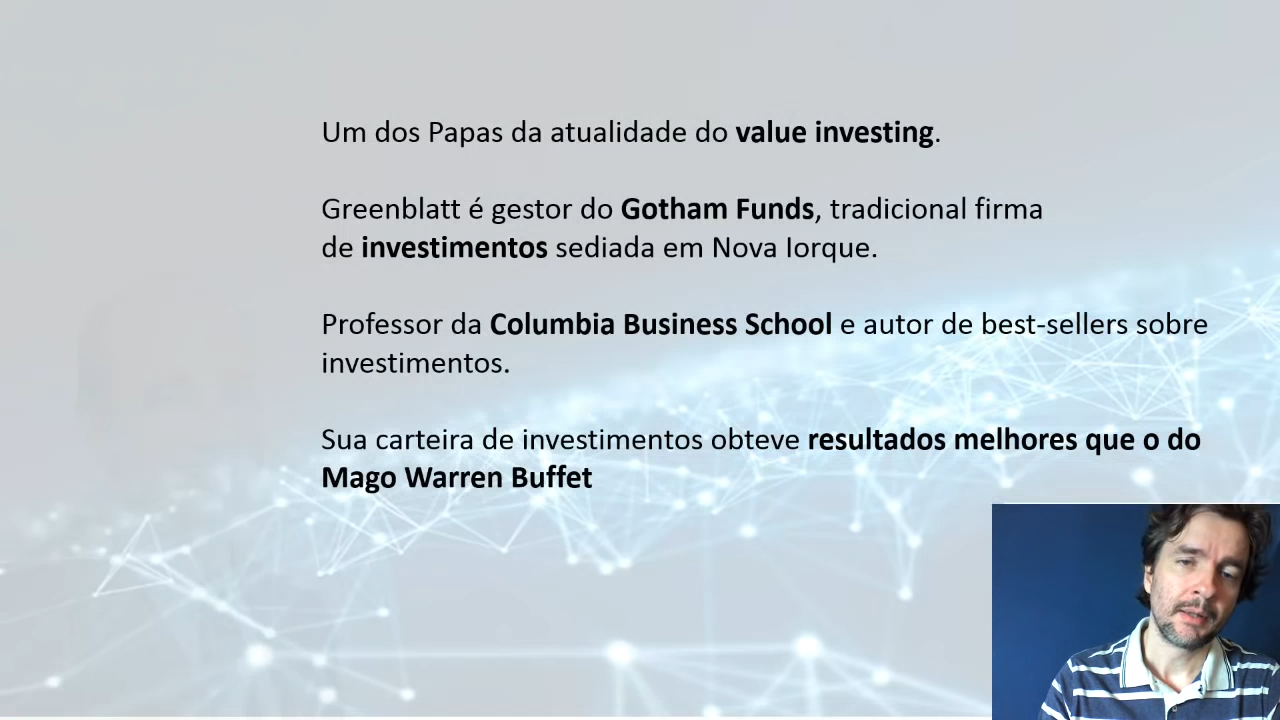 Um dos Papas da atualidade do value investing.
Greenblatt é gestor do Gotham Funds, tradicional firma
de investimentos sediada em Nova Iorque.
Professor da Columbia Business School e autor de best-sellers sobre
investimentos.
Sua carteira de investimentos obteve resultados melhores que o do
Mago Warren Buffet